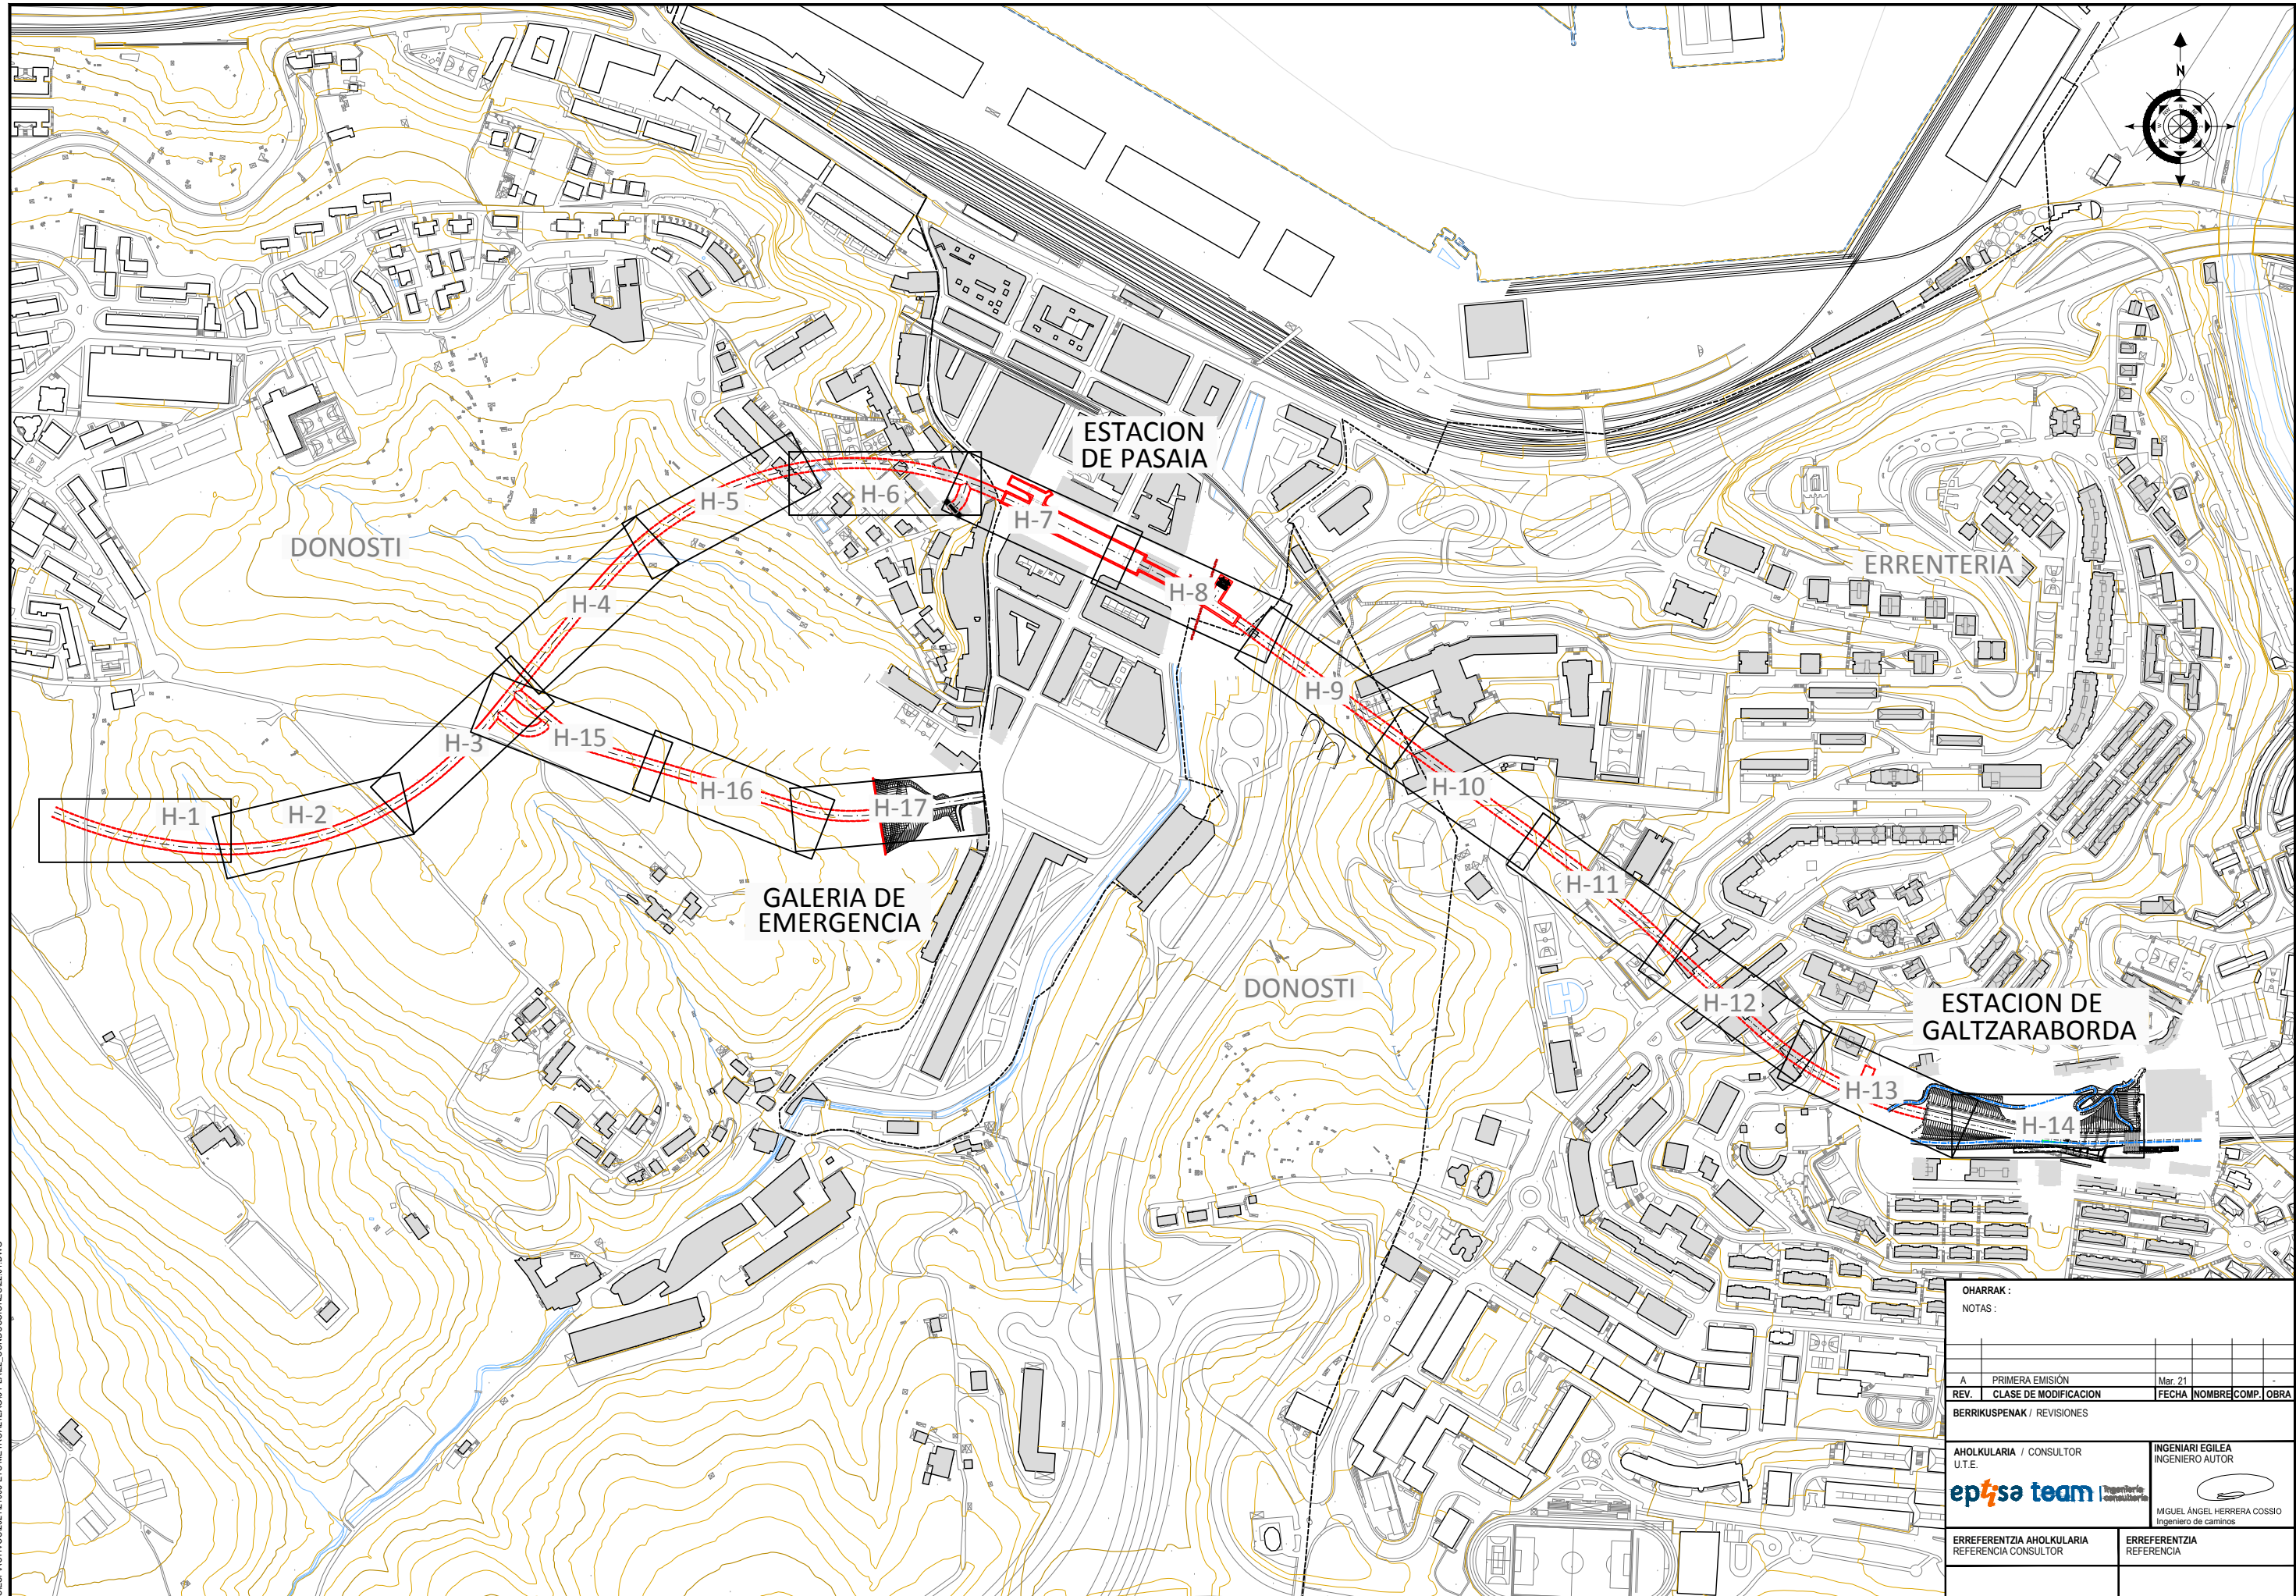 N
ESTACION
DE PASAIA
H-5
H-6
H-7
DONOSTI
ERRENTERIA
H-4
H-8
H-9
H-3
H-15
H-16
H-10
H-1
H-2
H-17
GALERIA DE
EMERGENCIA
H-11
DONOSTI
H-12
ESTACION DE
GALTZARABORDA
H-13
H-14
OHARRAK :
NOTAS :
A PRIMERA EMISIÓN Mar. 21 -
REV. CLASE DE MODIFICACION FECHA NOMBRE COMP. OBRA
BERRIKUSPENAK / REVISIONES
AHOLKULARIA / CONSULTOR
U.T.E.
eptisa team ingeniería consultoría
INGENIARI EGILEA
INGENIERO AUTOR
MIGUEL ÁNGEL HERRERA COSSIO
Ingeniero de caminos
ERREFERENTZIA AHOLKULARIA
REFERENCIA CONSULTOR
ERREFERENTZIA
REFERENCIA